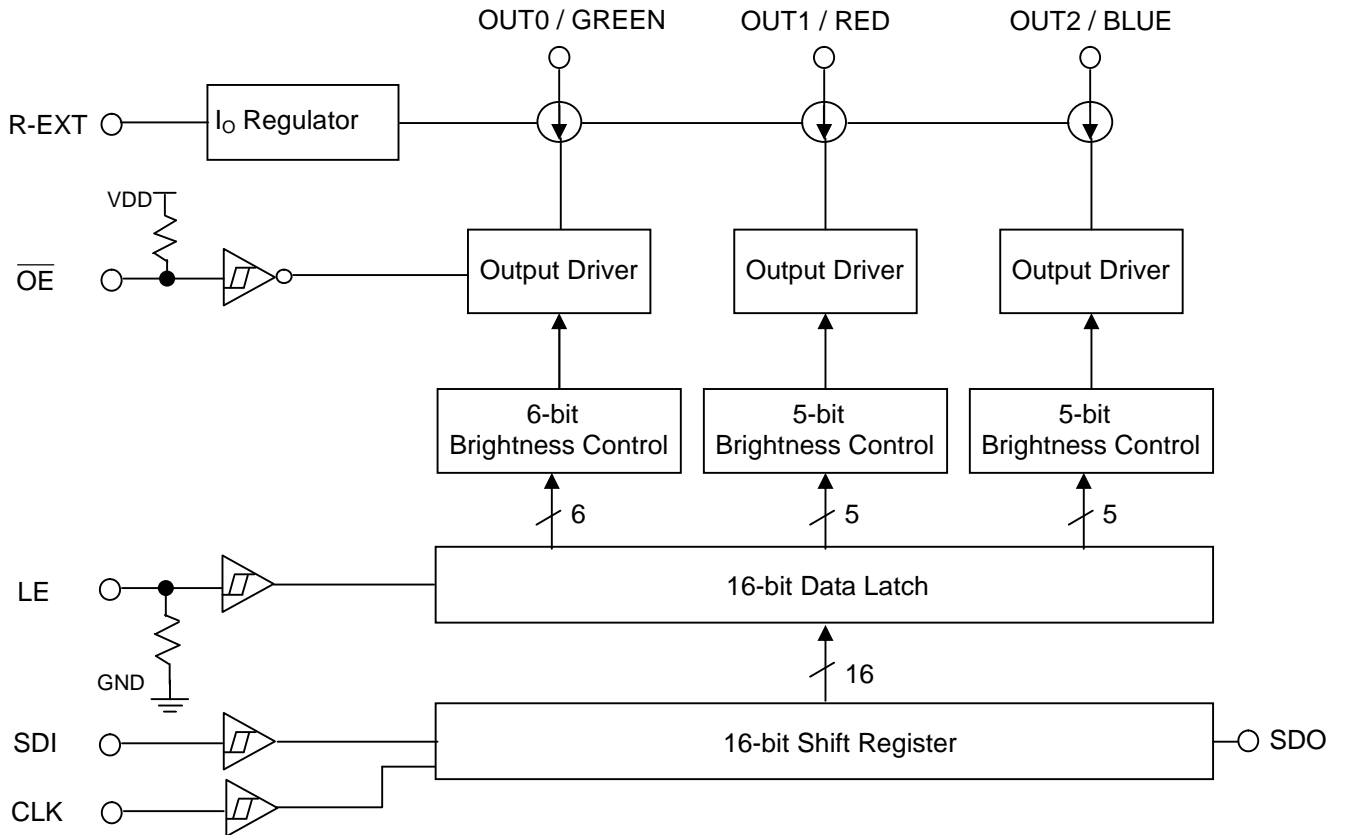 OUT0 / GREEN
OUT1 / RED
OUT2 / BLUE
R-EXT
IO Regulator
VDD
OE
Output Driver
Output Driver
Output Driver
6-bit
Brightness Control
5-bit
Brightness Control
5-bit
Brightness Control
6
5
5
LE
16-bit Data Latch
GND
16
SDI
16-bit Shift Register
SDO
CLK